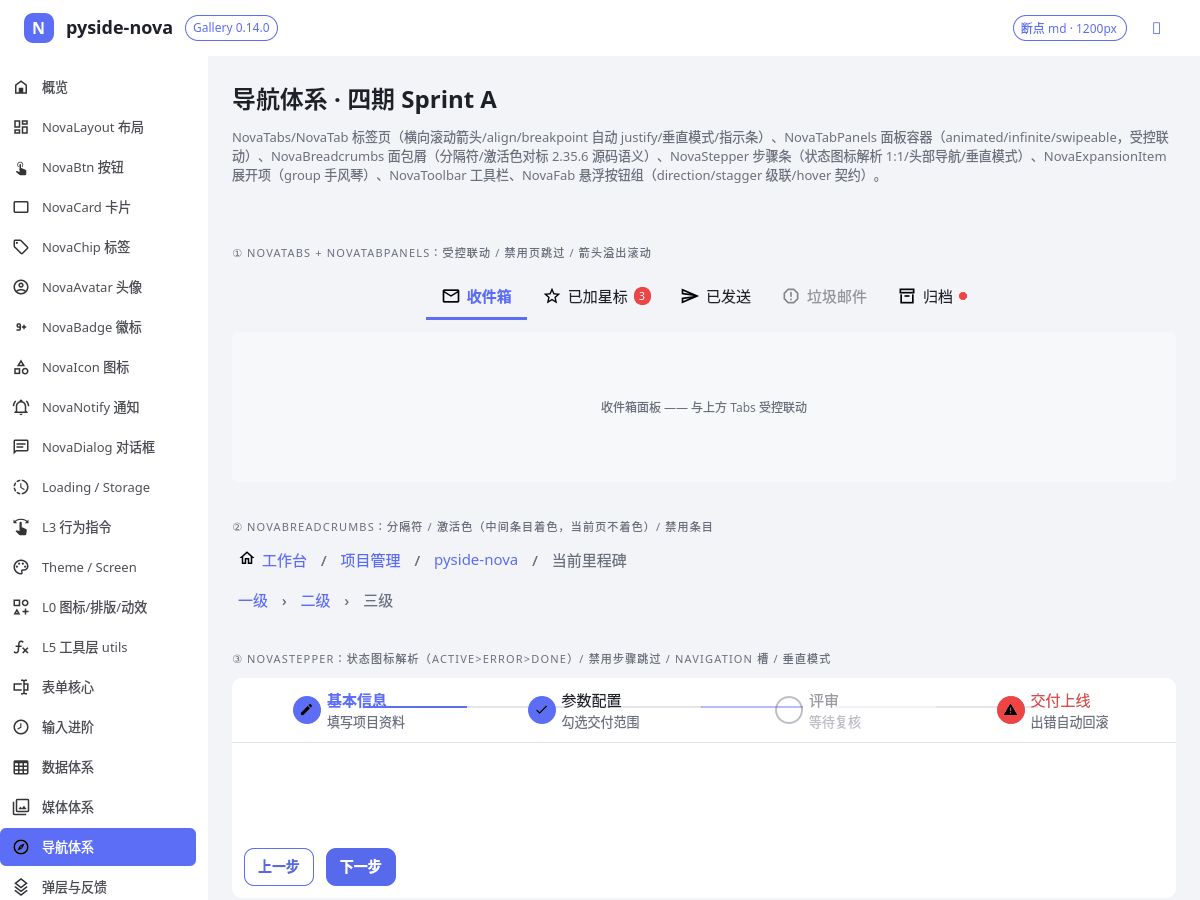 N pyside-nova Gallery 0.14.0 断点 md · 1200px
概览
NovaLayout 布局
NovaBtn 按钮
NovaCard 卡片
NovaChip 标签
NovaAvatar 头像
9+ NovaBadge 徽标
NovaIcon 图标
NovaNotify 通知
NovaDialog 对话框
Loading / Storage
L3 行为指令
Theme / Screen
L0 图标/排版/动效
L5 工具层 utils
表单核心
输入进阶
数据体系
媒体体系
导航体系
弹层与反馈
导航体系 · 四期 Sprint A
NovaTabs/NovaTab 标签页（横向滚动箭头/align/breakpoint 自动 justify/垂直模式/指示条）、NovaTabPanels 面板容器（animated/infinite/swipeable，受控联
动）、NovaBreadcrumbs 面包屑（分隔符/激活色对标 2.35.6 源码语义）、NovaStepper 步骤条（状态图标解析 1:1/头部导航/垂直模式）、NovaExpansionItem
展开项（group 手风琴）、NovaToolbar 工具栏、NovaFab 悬浮按钮组（direction/stagger 级联/hover 契约）。
① NOVATABS + NOVATABPANELS：受控联动 / 禁用页跳过 / 箭头溢出滚动
收件箱 已加星标 3 已发送 垃圾邮件 归档
收件箱面板 —— 与上方 Tabs 受控联动
② NOVABREADCRUMBS：分隔符 / 激活色（中间条目着色，当前页不着色）/ 禁用条目
工作台 / 项目管理 / pyside-nova / 当前里程碑
一级 › 二级 › 三级
③ NOVASTEPPER：状态图标解析（ACTIVE>ERROR>DONE）/ 禁用步骤跳过 / NAVIGATION 槽 / 垂直模式
基本信息 参数配置 评审 交付上线
填写项目资料 勾选交付范围 等待复核 出错自动回滚
上一步 下一步